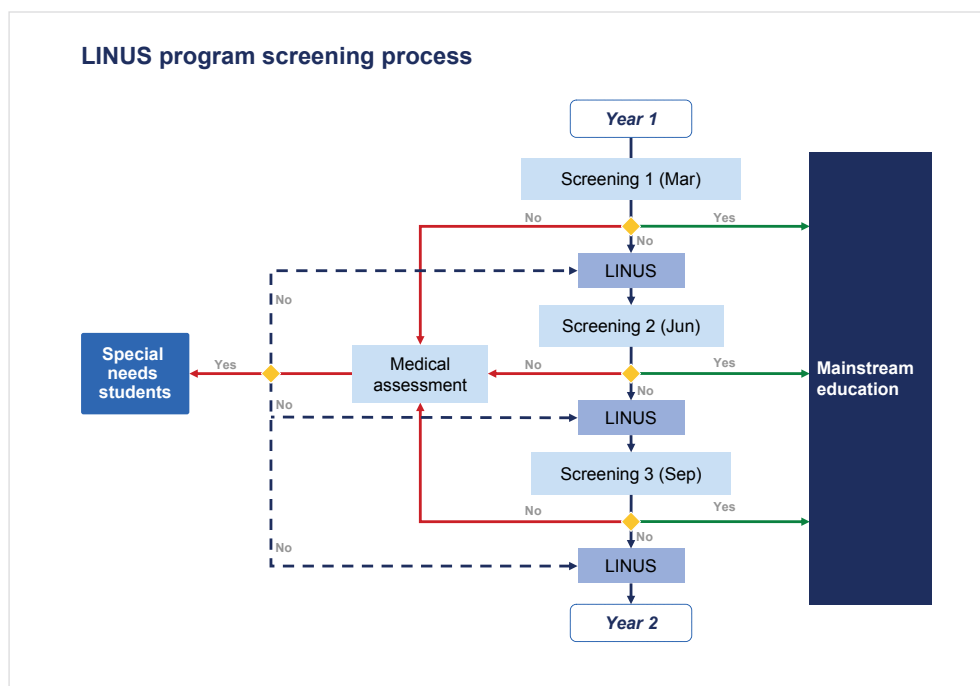 LINUS program screening process
Year 1
Screening 1 (Mar)
No
Yes
No
LINUS
No
Screening 2 (Jun)
Special
needs
students
Yes
Medical
assessment
No
Yes
Mainstream
education
No
No
LINUS
Screening 3 (Sep)
No
Yes
No
No
LINUS
Year 2